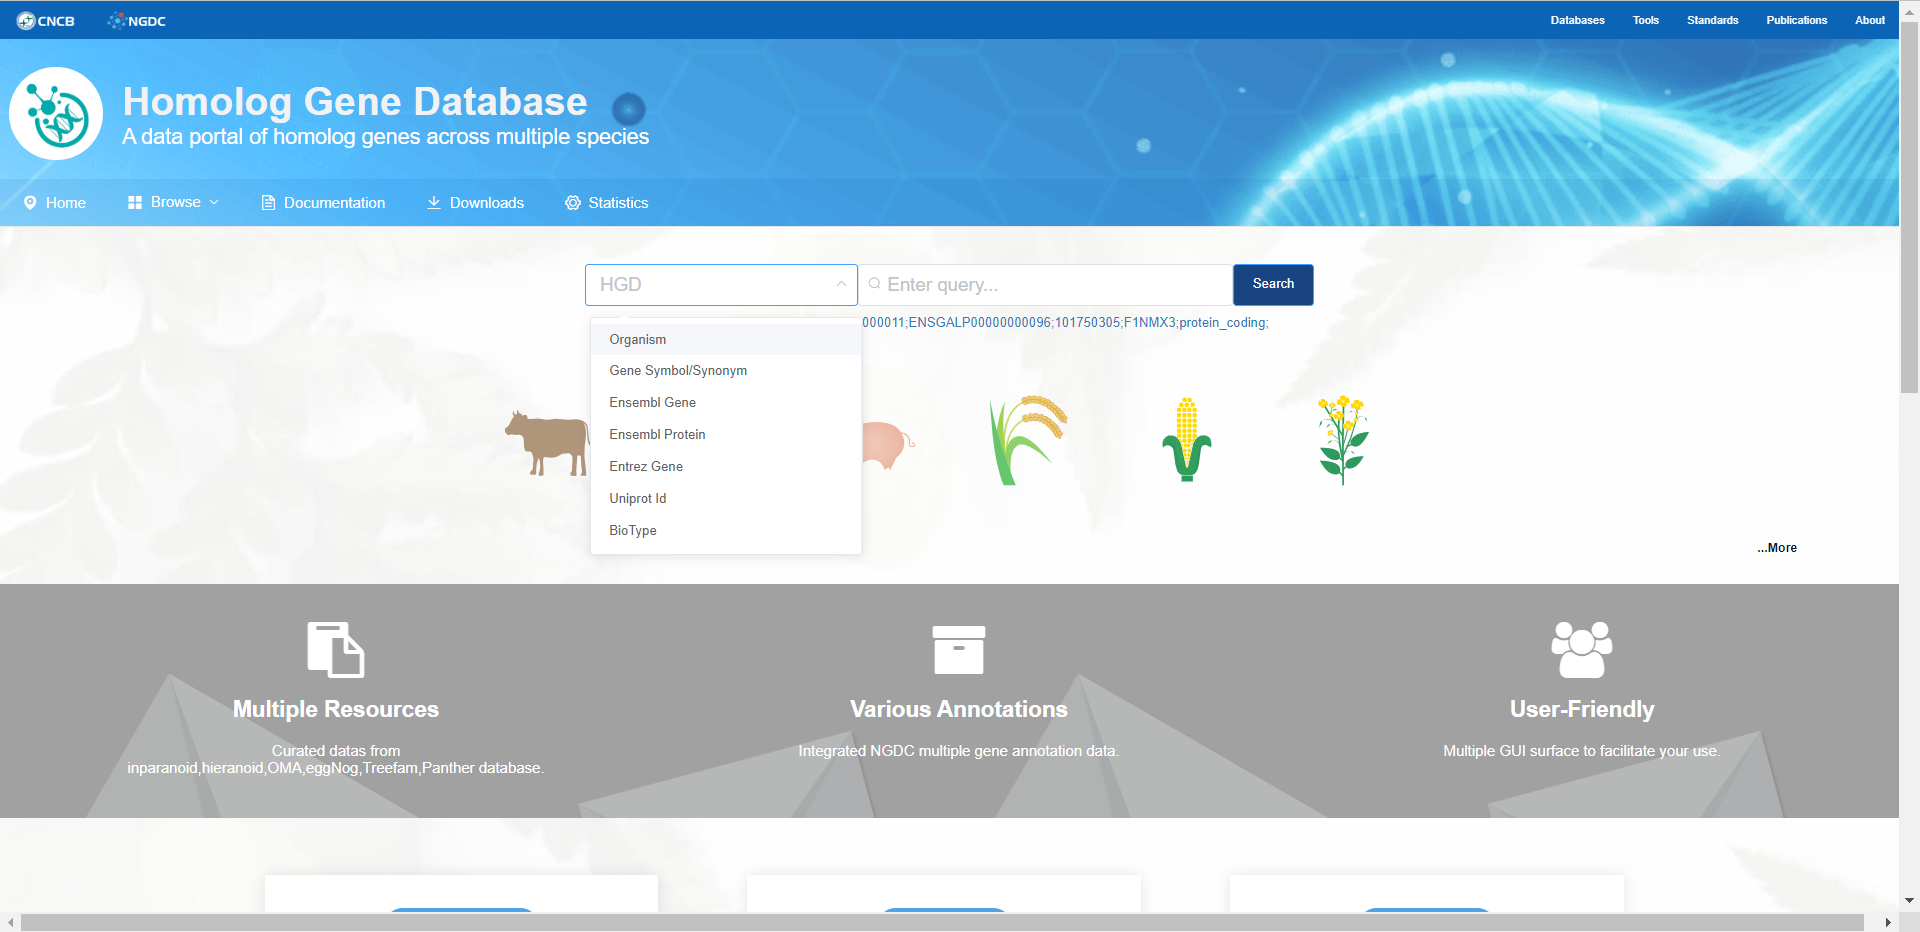 CNCB
NGDC
Databases
Tools
Standards
Publications
About
Homolog Gene Database
A data portal of homolog genes across multiple species
Home
Browse
Documentation
Downloads
Statistics
HGD
Enter query...
Search
000011;ENSGALP00000000096;101750305;F1NMX3;protein_coding;
Organism
Gene Symbol/Synonym
Ensembl Gene
Ensembl Protein
Entrez Gene
Uniprot Id
BioType
...More
Multiple Resources
Curated datas from
inparanoid,hieranoid,OMA,eggNog,Treefam,Panther database.
Various Annotations
Integrated NGDC multiple gene annotation data.
User-Friendly
Multiple GUI surface to facilitate your use.